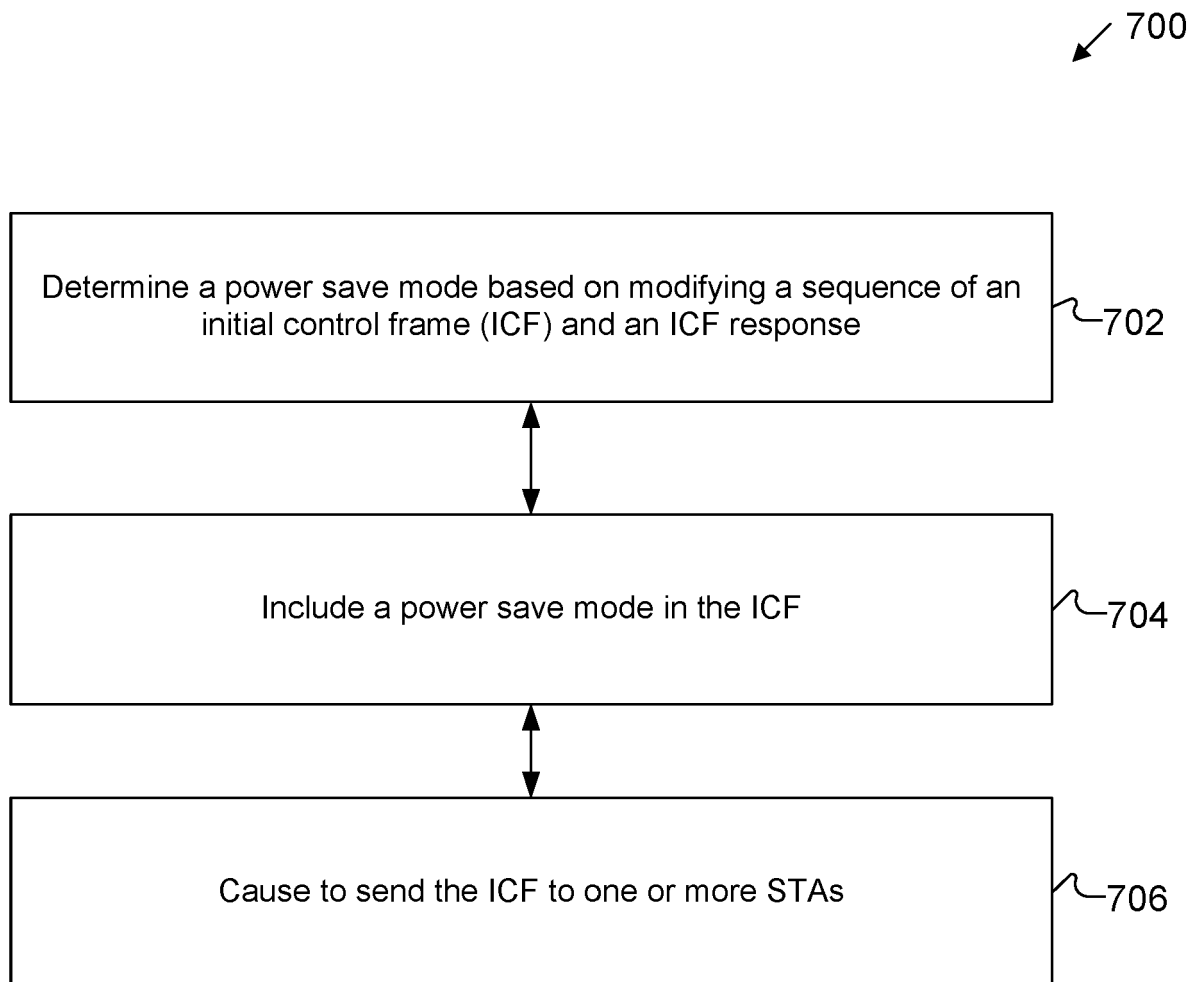 700
Determine a power save mode based on modifying a sequence of an
initial control frame (ICF) and an ICF response
702
Include a power save mode in the ICF
704
Cause to send the ICF to one or more STAs
706